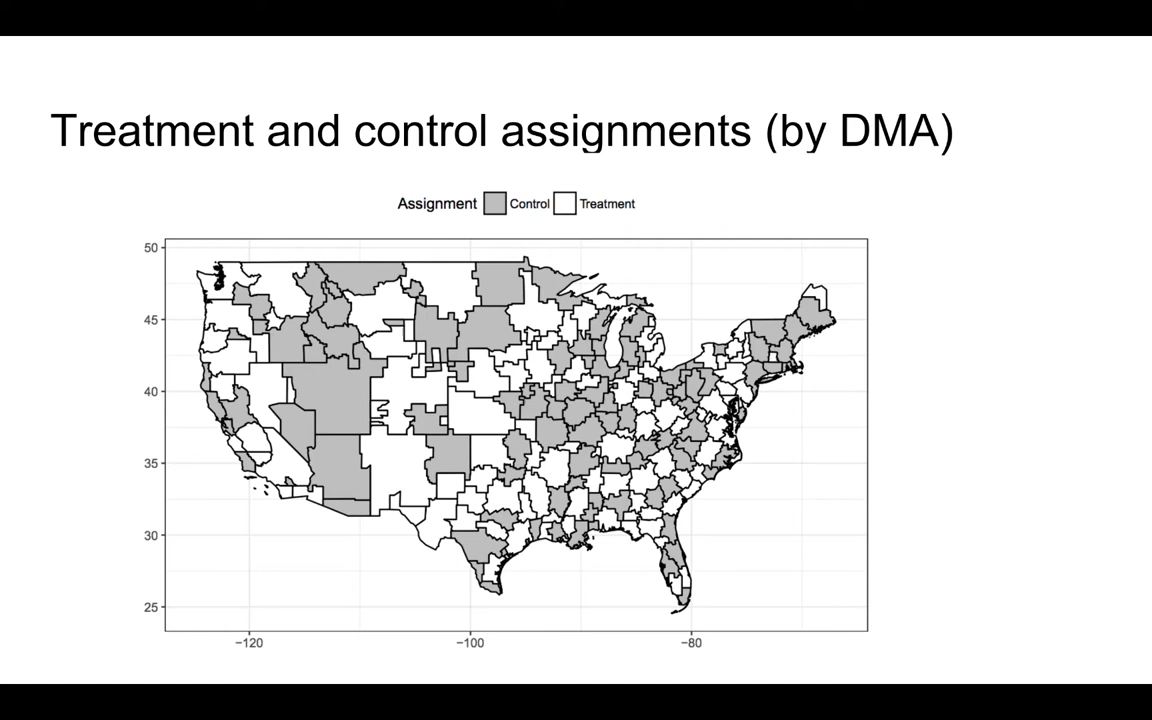 Treatment and control assignments (by DMA)
Assignment Control Treatment
50
45
40
35
30
25
−120 −100 −80